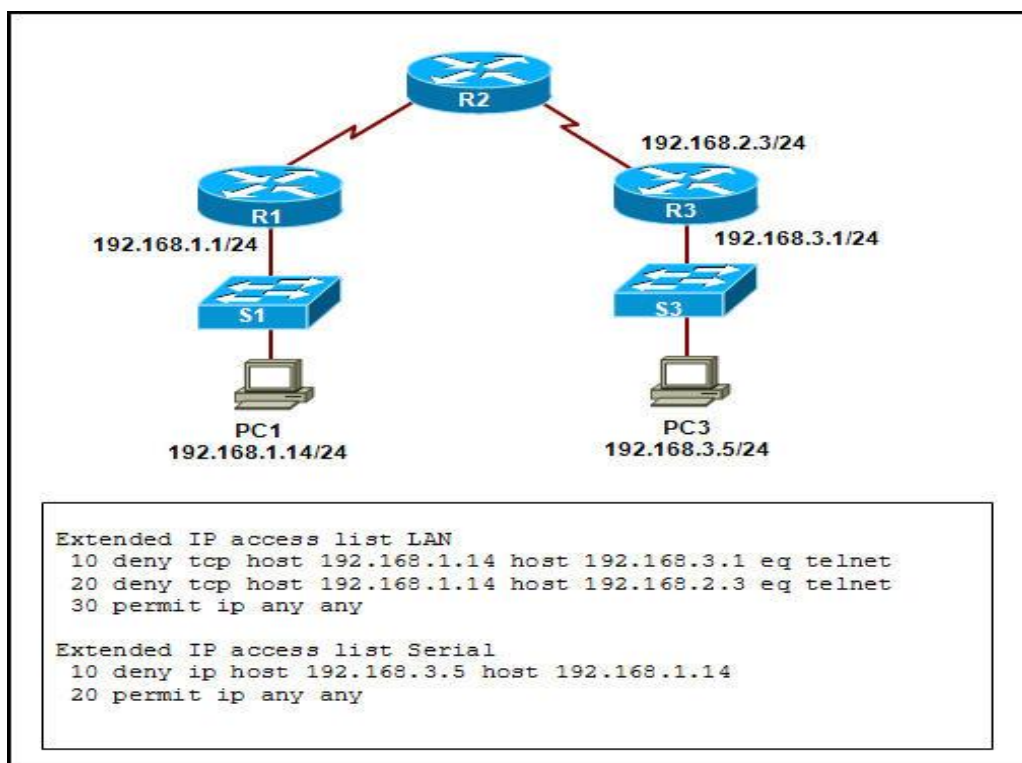 R2
192.168.2.3/24
R1
R3
192.168.1.1/24
192.168.3.1/24
S1
S3
PC1
192.168.1.14/24
PC3
192.168.3.5/24
Extended IP access list LAN
10 deny tcp host 192.168.1.14 host 192.168.3.1 eq telnet
20 deny tcp host 192.168.1.14 host 192.168.2.3 eq telnet
30 permit ip any any
Extended IP access list Serial
10 deny ip host 192.168.3.5 host 192.168.1.14
20 permit ip any any